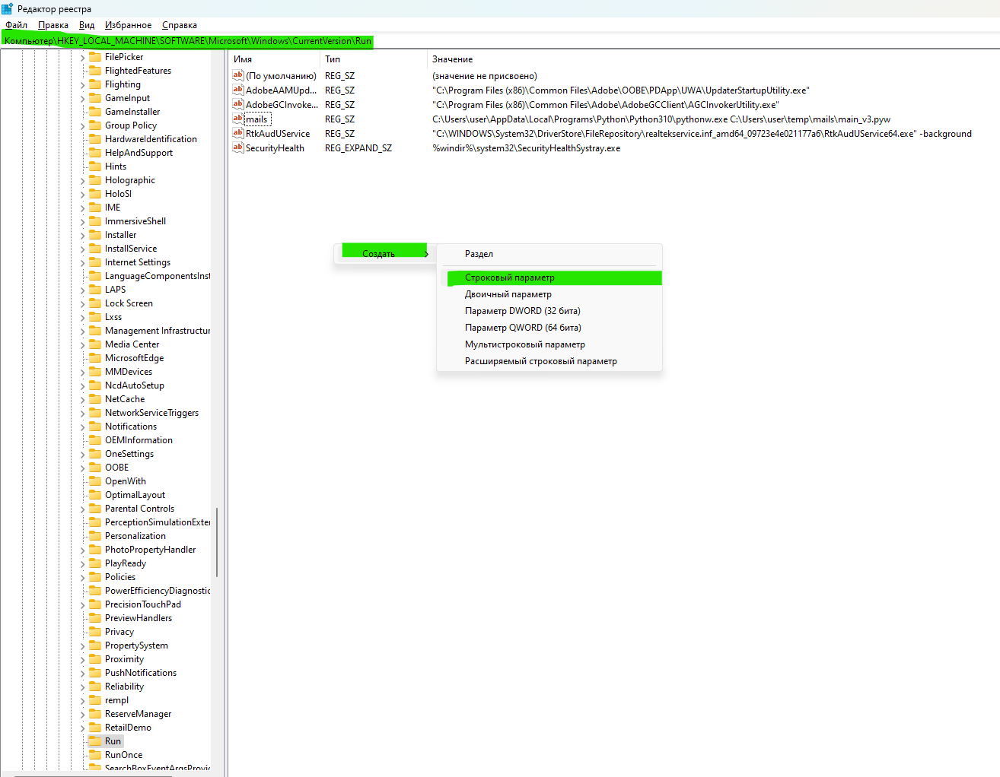 Редактор реестра
Файл Правка Вид Избранное Справка
Компьютер\HKEY_LOCAL_MACHINE\SOFTWARE\Microsoft\Windows\CurrentVersion\Run
FilePicker
FlightedFeatures
Flighting
GameInput
GameInstaller
Group Policy
HardwareIdentification
HelpAndSupport
Hints
Holographic
HoloSI
IME
ImmersiveShell
Installer
InstallService
Internet Settings
LanguageComponentsInst
LAPS
Lock Screen
Lxss
Management Infrastructur
Media Center
MicrosoftEdge
MMDevices
NcdAutoSetup
NetCache
NetworkServiceTriggers
Notifications
OEMInformation
OneSettings
OOBE
OpenWith
OptimalLayout
Parental Controls
PerceptionSimulationExte
Personalization
PhotoPropertyHandler
PlayReady
Policies
PowerEfficiencyDiagnostic
PrecisionTouchPad
PreviewHandlers
Privacy
PropertySystem
Proximity
PushNotifications
Reliability
rempl
ReserveManager
RetailDemo
Run
RunOnce
SearchBoxEventArgsProvic
Имя Тип Значение
ab (По умолчанию) REG_SZ (значение не присвоено)
ab AdobeAAMUpd... REG_SZ "C:\Program Files (x86)\Common Files\Adobe\OOBE\PDApp\UWA\UpdaterStartupUtility.exe"
ab AdobeGCInvoke... REG_SZ "C:\Program Files (x86)\Common Files\Adobe\AdobeGCClient\AGCInvokerUtility.exe"
ab mails REG_SZ C:\Users\user\AppData\Local\Programs\Python\Python310\pythonw.exe C:\Users\user\temp\mails\main_v3.pyw
ab RtkAudUService REG_SZ "C:\WINDOWS\System32\DriverStore\FileRepository\realtekservice.inf_amd64_09723e4e021177a6\RtkAudUService64.exe" -background
ab SecurityHealth REG_EXPAND_SZ %windir%\system32\SecurityHealthSystray.exe
Создать
Раздел
Строковый параметр
Двоичный параметр
Параметр DWORD (32 бита)
Параметр QWORD (64 бита)
Мультистроковый параметр
Расширяемый строковый параметр